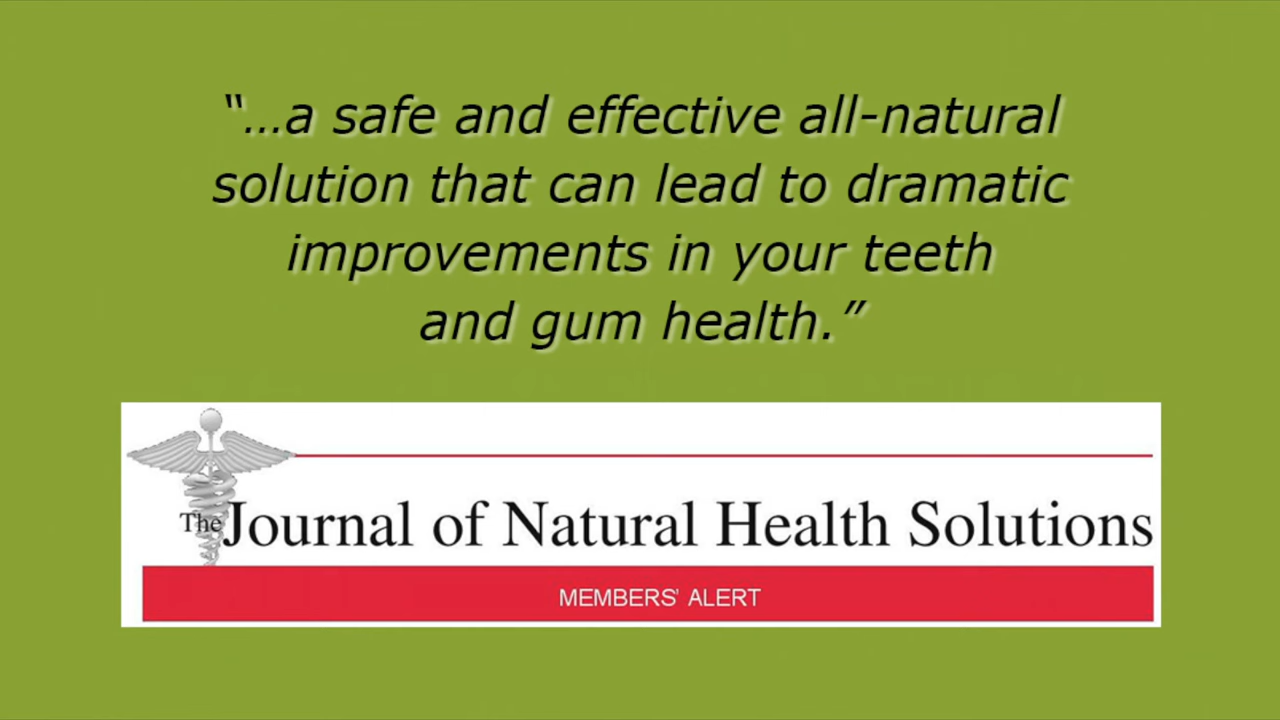 “…a safe and effective all-natural
solution that can lead to dramatic
improvements in your teeth
and gum health.”
The Journal of Natural Health Solutions
MEMBERS' ALERT